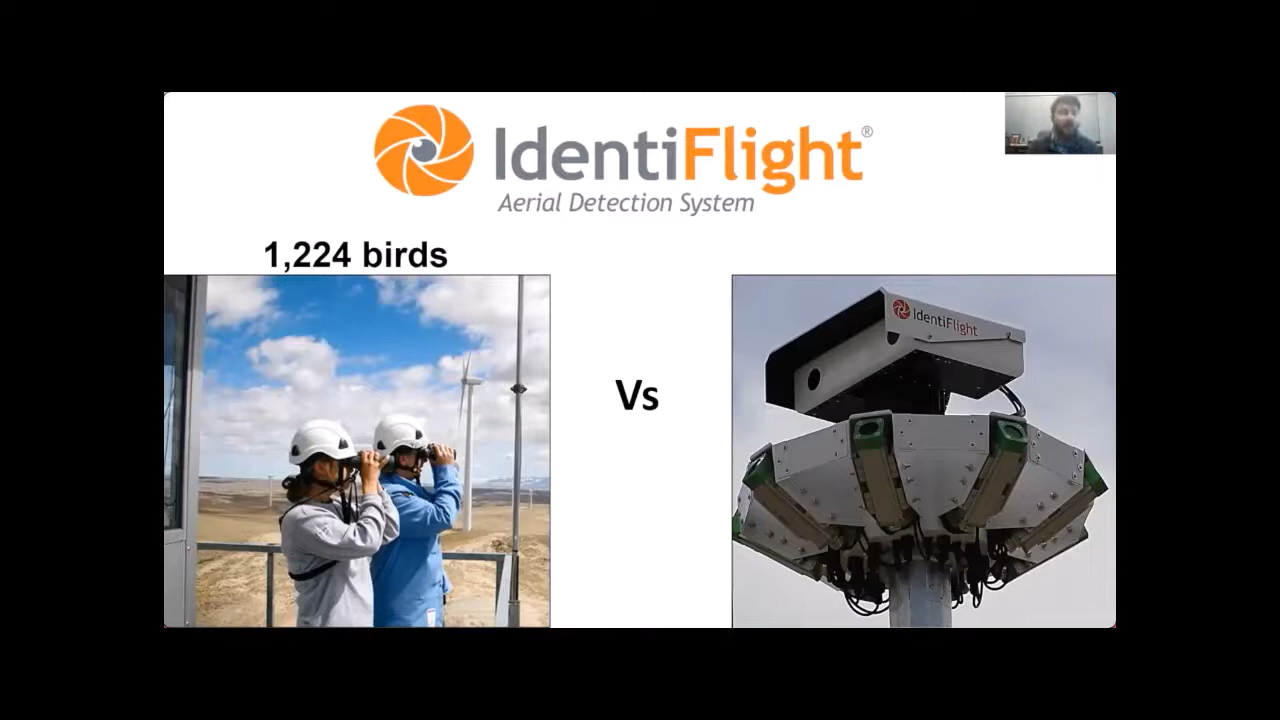 IdentiFlight®
Aerial Detection System
1,224 birds
Vs
IdentiFlight